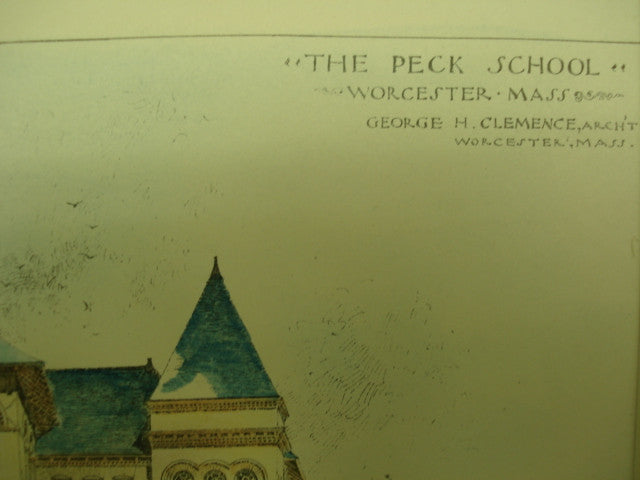 "THE PECK SCHOOL"
WORCESTER · MASS
GEORGE H. CLEMENCE, ARCH'T
WORCESTER, MASS.